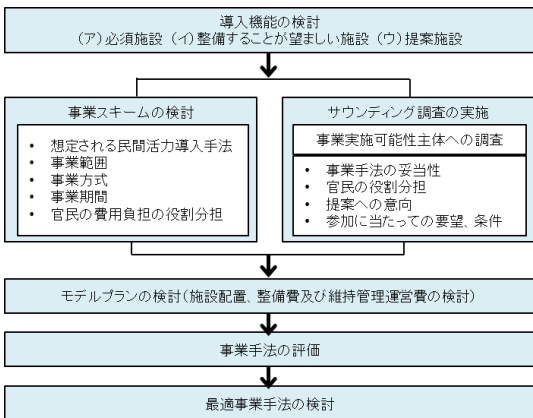 導入機能の検討
（ア）必須施設（イ）整備することが望ましい施設（ウ）提案施設
事業スキームの検討
• 想定される民間活力導入手法
• 事業範囲
• 事業方式
• 事業期間
• 官民の費用負担の役割分担
サウンディング調査の実施
事業実施可能性主体への調査
• 事業手法の妥当性
• 官民の役割分担
• 提案への意向
• 参加に当たっての要望、条件
モデルプランの検討（施設配置、整備費及び維持管理運営費の検討）
事業手法の評価
最適事業手法の検討